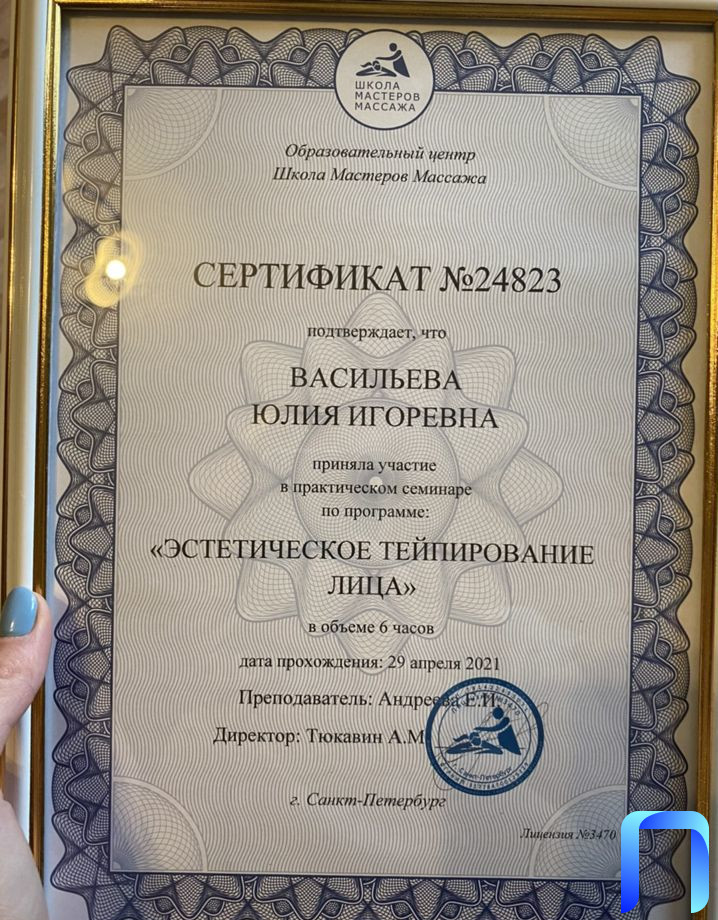 ШКОЛА
МАСТЕРОВ
МАССАЖА
Образовательный центр
Школа Мастеров Массажа
СЕРТИФИКАТ №24823
подтверждает, что
ВАСИЛЬЕВА
ЮЛИЯ ИГОРЕВНА
приняла участие
в практическом семинаре
по программе:
«ЭСТЕТИЧЕСКОЕ ТЕЙПИРОВАНИЕ
ЛИЦА»
в объеме 6 часов
дата прохождения: 29 апреля 2021
Преподаватель: Андреева Е.И.
Директор: Тюкавин А.М
г. Санкт-Петербург
г. Санкт-Петербург
Лицензия №3470